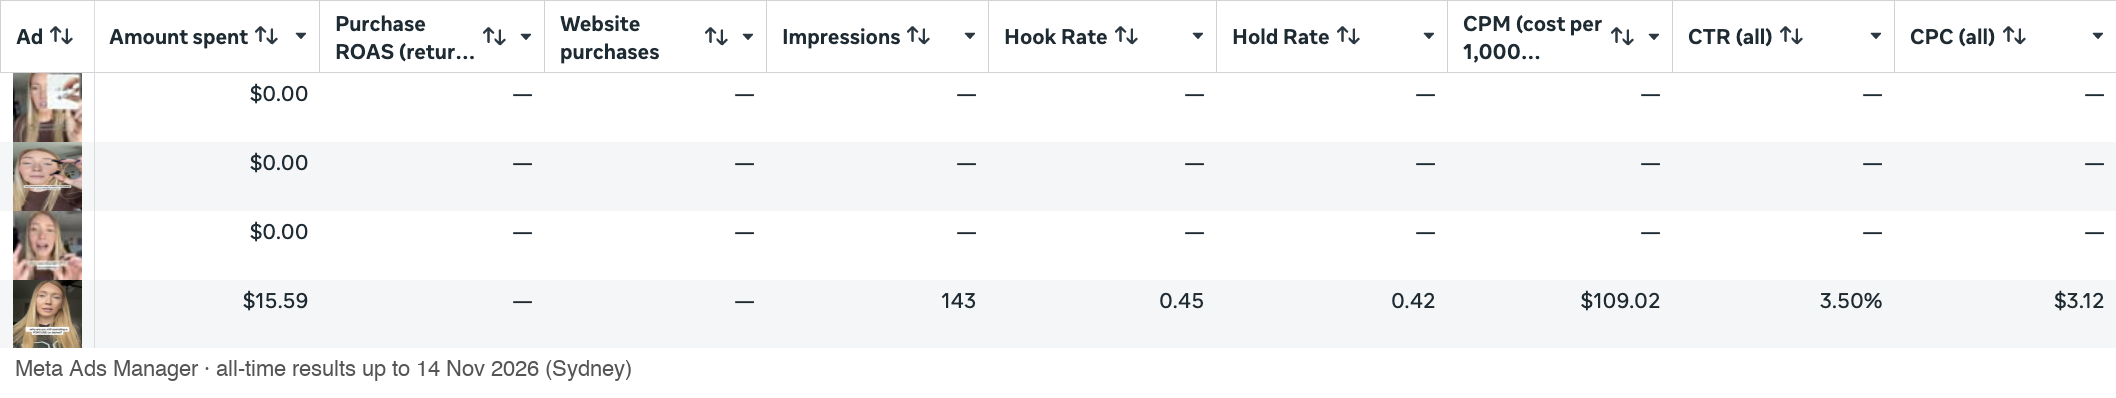 Ad Amount spent Purchase ROAS (retur... Website purchases Impressions Hook Rate Hold Rate CPM (cost per 1,000... CTR (all) CPC (all)
$0.00 — — — — — — — —
$0.00 — — — — — — — —
$0.00 — — — — — — — —
$15.59 — — 143 0.45 0.42 $109.02 3.50% $3.12
Meta Ads Manager · all-time results up to 14 Nov 2026 (Sydney)